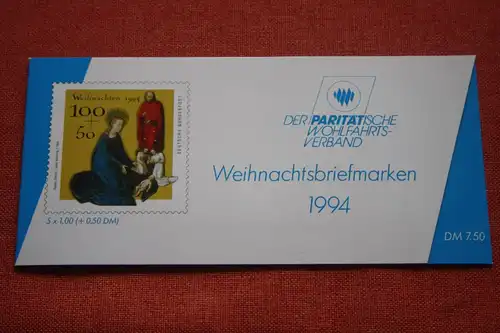 Weihnachten 1994
100
+
50
DEUTSCHE BUNDESPOST
5 x 1.00 (+ 0,50 DM)
DER PARITÄTISCHE
WOHLFAHRTS-
VERBAND
Weihnachtsbriefmarken
1994
DM 7.50